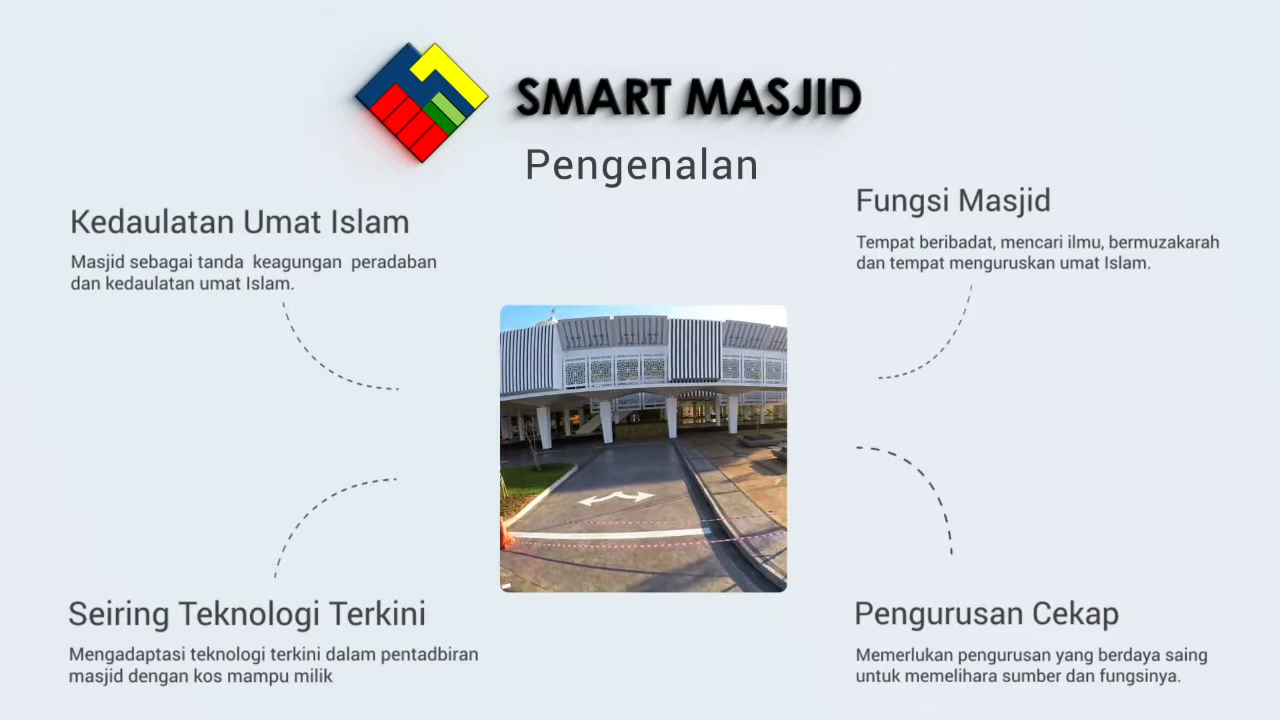 SMART MASJID
Pengenalan
Kedaulatan Umat Islam
Masjid sebagai tanda keagungan peradaban
dan kedaulatan umat Islam.
Fungsi Masjid
Tempat beribadat, mencari ilmu, bermuzakarah
dan tempat menguruskan umat Islam.
Seiring Teknologi Terkini
Mengadaptasi teknologi terkini dalam pentadbiran
masjid dengan kos mampu milik
Pengurusan Cekap
Memerlukan pengurusan yang berdaya saing
untuk memelihara sumber dan fungsinya.